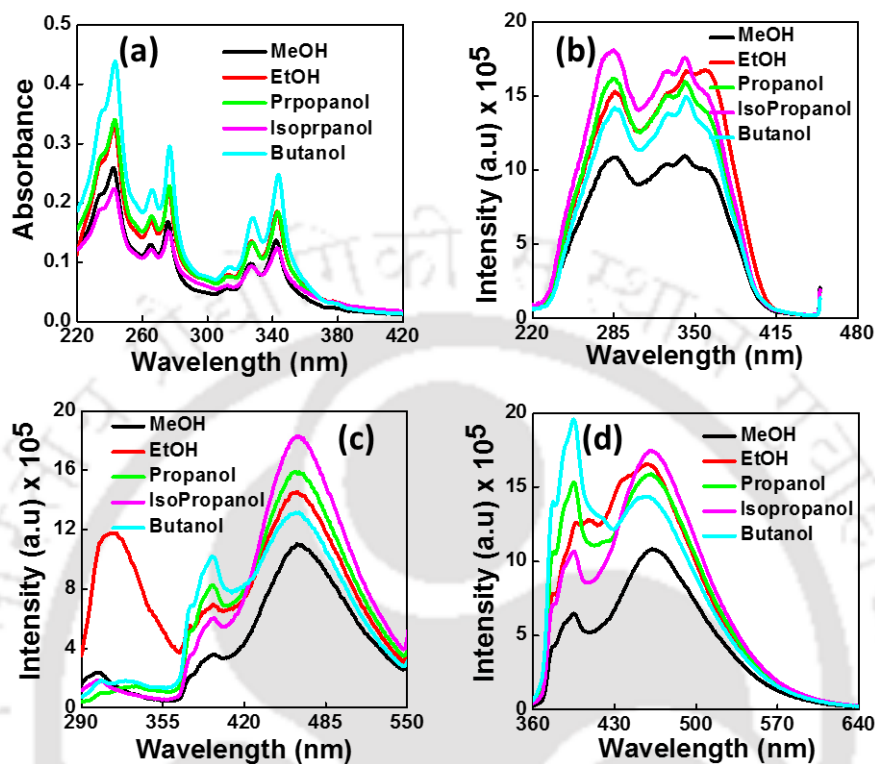 (a)
MeOH
EtOH
Prpopanol
Isoprpanol
Butanol
Absorbance
0.5
0.4
0.3
0.2
0.1
0.0
220 260 300 340 380 420
Wavelength (nm)
(b)
MeOH
EtOH
Propanol
IsoPropanol
Butanol
Intensity (a.u) x 10⁵
20
15
10
5
0
220 285 350 415 480
Wavelength (nm)
(c)
MeOH
EtOH
Propanol
IsoPropanol
Butanol
Intensity (a.u) x 10⁵
20
16
12
8
4
0
290 355 420 485 550
Wavelength (nm)
(d)
MeOH
EtOH
Propanol
Isopropanol
Butanol
Intensity (a.u) x 10⁵
20
15
10
5
0
360 430 500 570 640
Wavelength (nm)